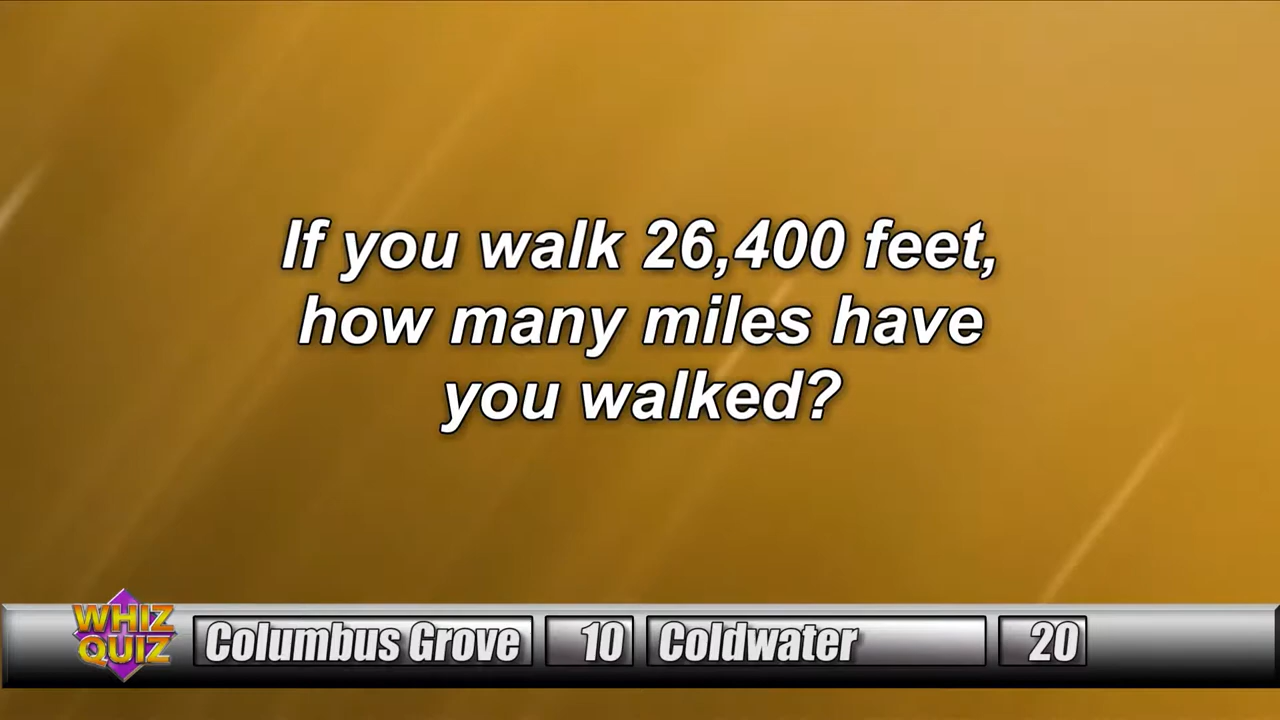 If you walk 26,400 feet,
how many miles have
you walked?
WHIZ
QUIZ
Columbus Grove 10 Coldwater 20